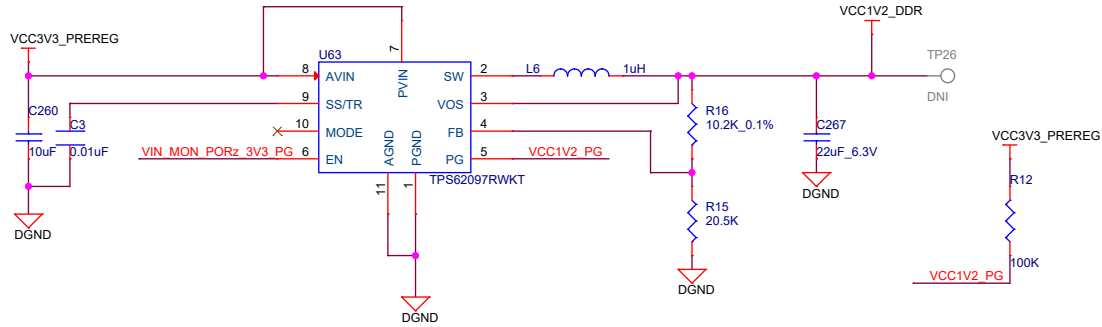 VCC1V2_DDR
VCC3V3_PREREG
7
U63
TP26
8
AVIN
PVIN
SW
2
L6
1uH
9
SS/TR
VOS
3
DNI
C260
C3
R16
10
MODE
FB
4
10.2K_0.1%
C267
VCC3V3_PREREG
10uF
0.01uF
VIN_MON_PORz_3V3_PG
6
EN
AGND
PGND
PG
5
VCC1V2_PG
22uF_6.3V
TPS62097RWKT
R12
11
1
DGND
R15
20.5K
DGND
100K
VCC1V2_PG
DGND
DGND